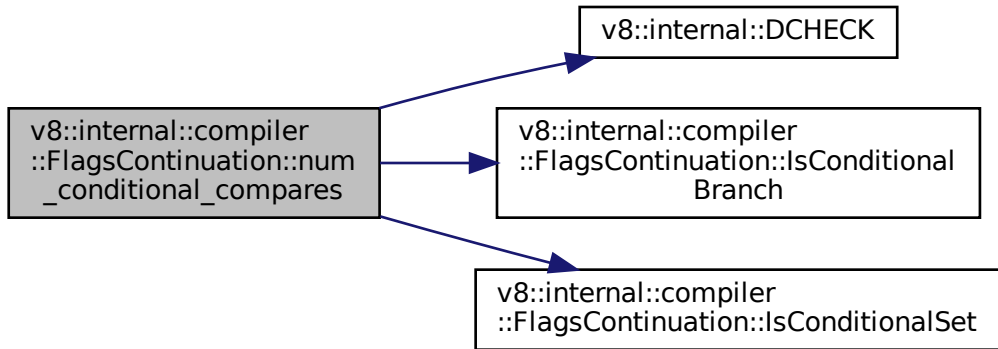 v8::internal::DCHECK
v8::internal::compiler
::FlagsContinuation::num
_conditional_compares
v8::internal::compiler
::FlagsContinuation::IsConditional
Branch
v8::internal::compiler
::FlagsContinuation::IsConditionalSet